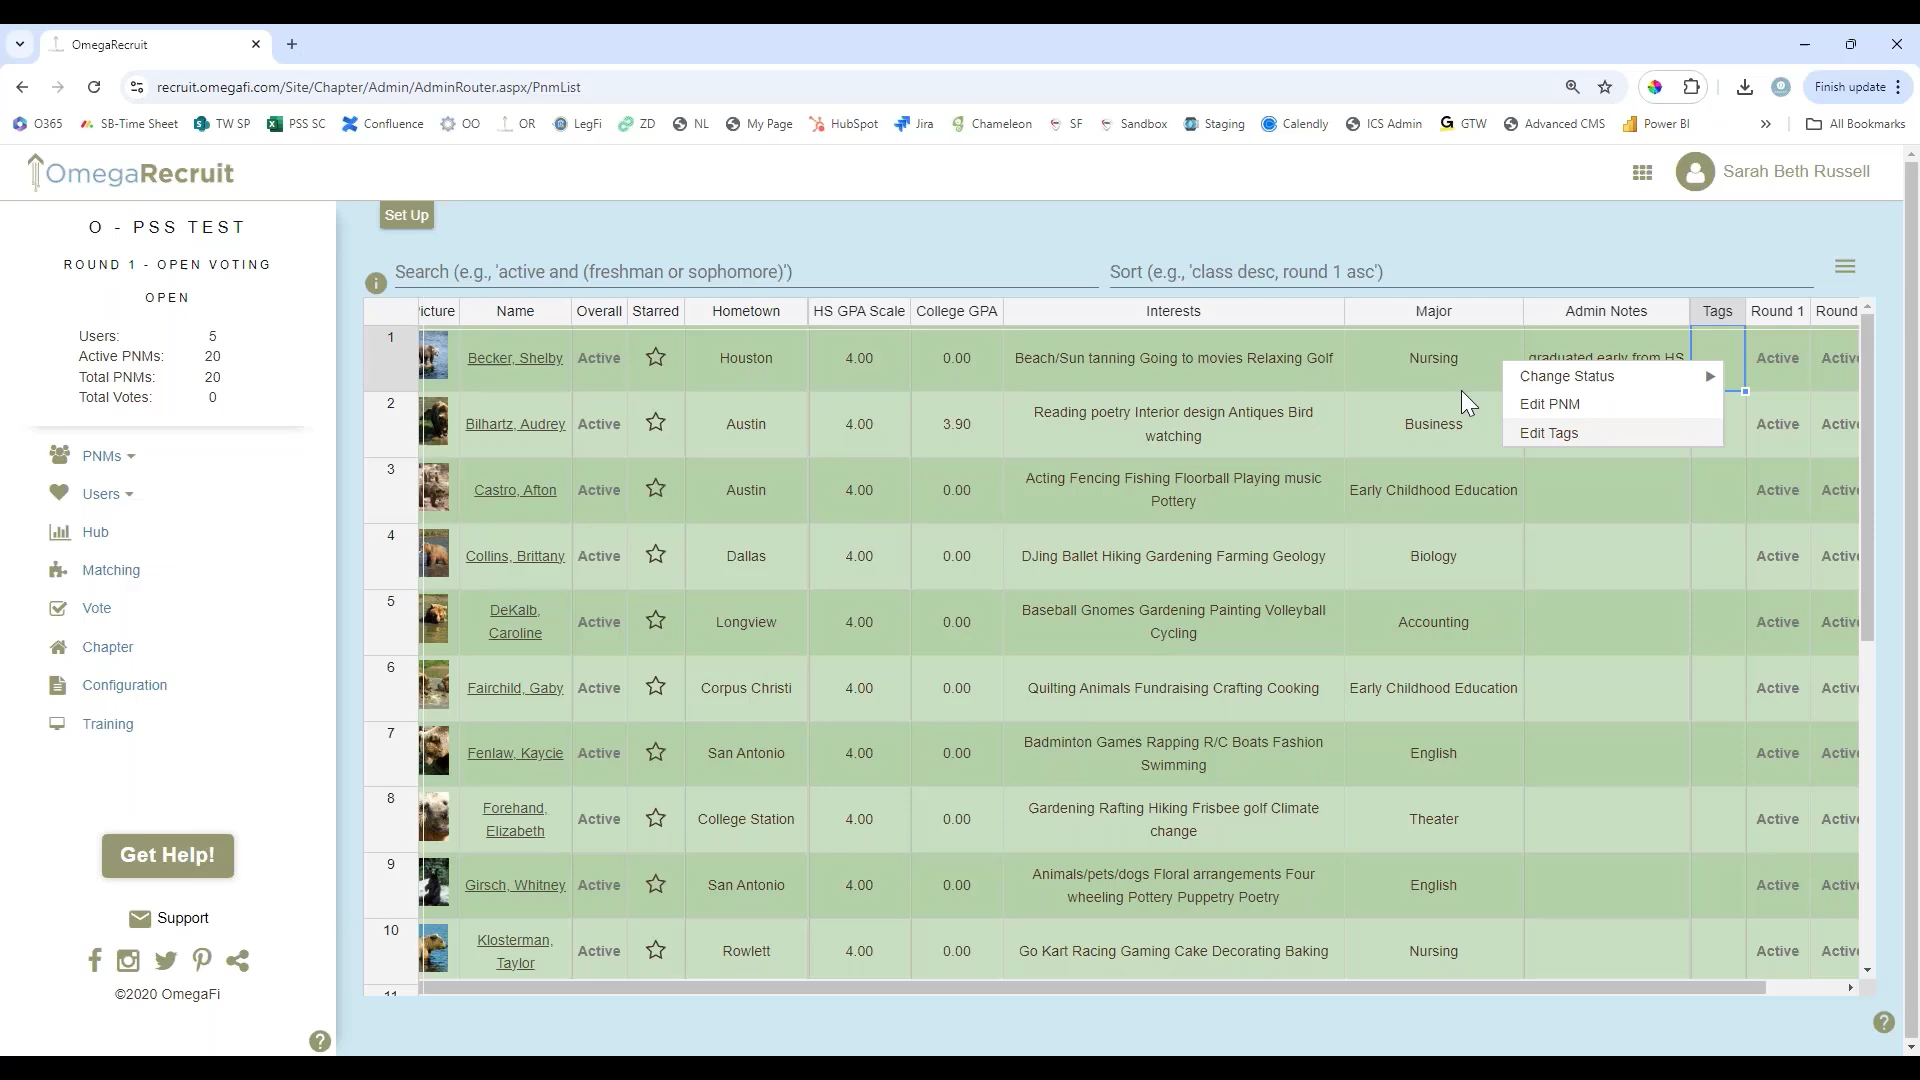 OmegaRecruit
recruit.omegafi.com/Site/Chapter/Admin/AdminRouter.aspx/PnmList
Finish update
O365 SB-Time Sheet TW SP PSS SC Confluence OO OR LegFi ZD NL My Page HubSpot Jira Chameleon SF Sandbox Staging Calendly ICS Admin GTW Advanced CMS Power BI » All Bookmarks
OmegaRecruit
Sarah Beth Russell
O - PSS TEST
ROUND 1 - OPEN VOTING
OPEN
Users: 5
Active PNMs: 20
Total PNMs: 20
Total Votes: 0
PNMs
Users
Hub
Matching
Vote
Chapter
Configuration
Training
Get Help!
Support
©2020 OmegaFi
?
Set Up
i
Search (e.g., 'active and (freshman or sophomore)')
Sort (e.g., 'class desc, round 1 asc')
icture Name Overall Starred Hometown HS GPA Scale College GPA Interests Major Admin Notes Tags Round 1 Round
1 Becker, Shelby Active Houston 4.00 0.00 Beach/Sun tanning Going to movies Relaxing Golf Nursing graduated early from HS Active Activ
Change Status
Edit PNM
Edit Tags
2 Bilhartz, Audrey Active Austin 4.00 3.90 Reading poetry Interior design Antiques Bird
watching Business Active Activ
3 Castro, Afton Active Austin 4.00 0.00 Acting Fencing Fishing Floorball Playing music
Pottery Early Childhood Education Active Activ
4 Collins, Brittany Active Dallas 4.00 0.00 DJing Ballet Hiking Gardening Farming Geology Biology Active Activ
5 DeKalb,
Caroline Active Longview 4.00 0.00 Baseball Gnomes Gardening Painting Volleyball
Cycling Accounting Active Activ
6 Fairchild, Gaby Active Corpus Christi 4.00 0.00 Quilting Animals Fundraising Crafting Cooking Early Childhood Education Active Activ
7 Fenlaw, Kaycie Active San Antonio 4.00 0.00 Badminton Games Rapping R/C Boats Fashion
Swimming English Active Activ
8 Forehand,
Elizabeth Active College Station 4.00 0.00 Gardening Rafting Hiking Frisbee golf Climate
change Theater Active Activ
9 Girsch, Whitney Active San Antonio 4.00 0.00 Animals/pets/dogs Floral arrangements Four
wheeling Pottery Puppetry Poetry English Active Activ
10 Klosterman,
Taylor Active Rowlett 4.00 0.00 Go Kart Racing Gaming Cake Decorating Baking Nursing Active Activ
11
?